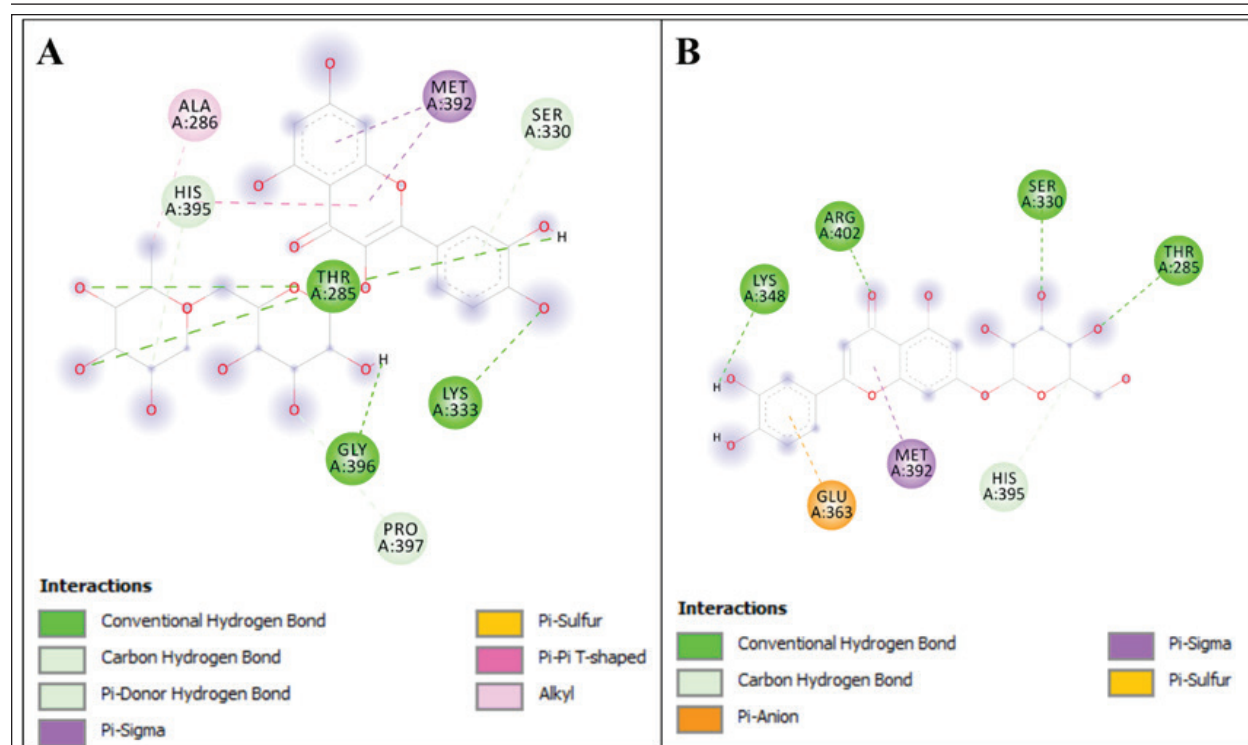 A
MET
A:392
SER
A:330
ALA
A:286
HIS
A:395
THR
A:285
LYS
A:333
GLY
A:396
PRO
A:397
O
O
O
O
O
H
O
O
O
O
O
O
O
O
O
O
O
H
Interactions
Conventional Hydrogen Bond
Carbon Hydrogen Bond
Pi-Donor Hydrogen Bond
Pi-Sigma
Pi-Sulfur
Pi-Pi T-shaped
Alkyl
B
SER
A:330
ARG
A:402
THR
A:285
LYS
A:348
MET
A:392
HIS
A:395
GLU
A:363
O
O
O
O
O
H
O
H
O
O
O
O
O
Interactions
Conventional Hydrogen Bond
Carbon Hydrogen Bond
Pi-Anion
Pi-Sigma
Pi-Sulfur